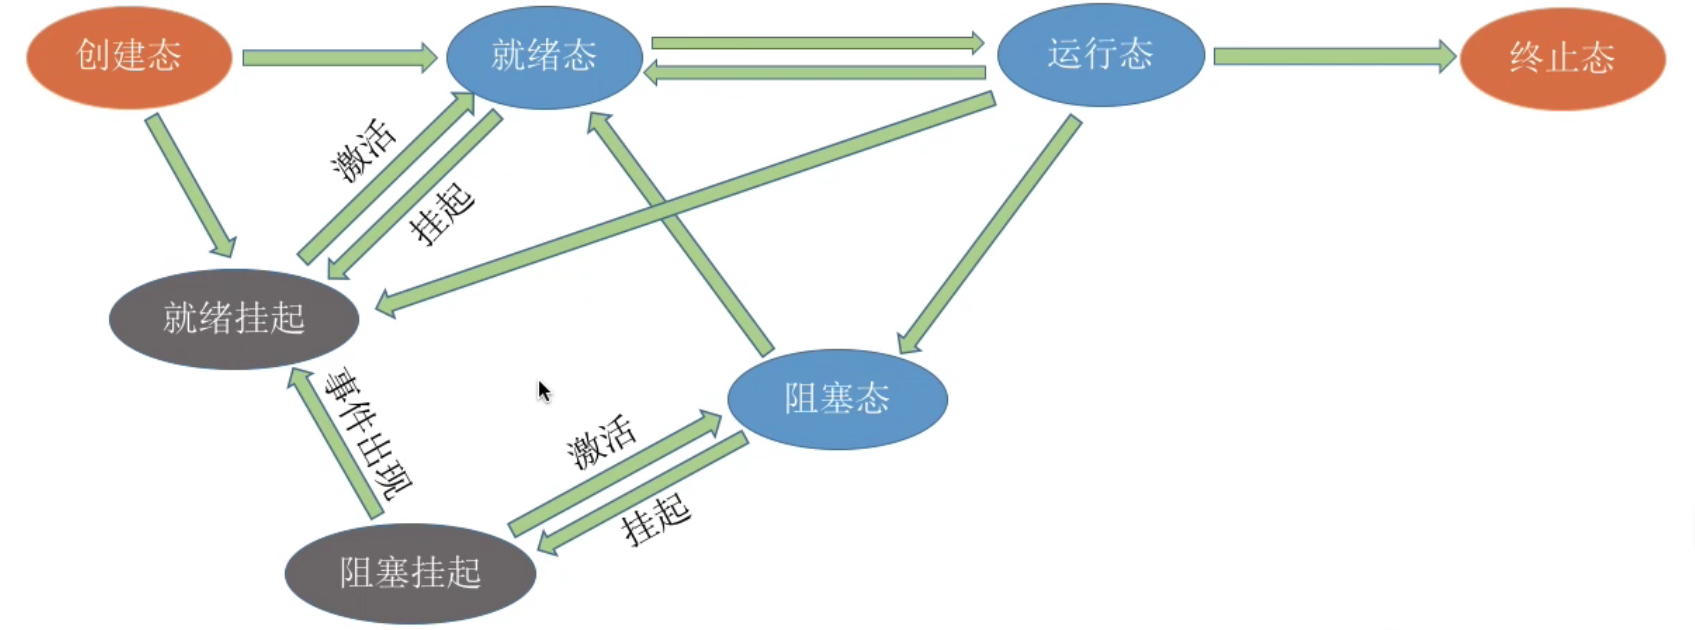 创建态
就绪态
运行态
终止态
激活
挂起
就绪挂起
事件出现
阻塞态
激活
挂起
阻塞挂起